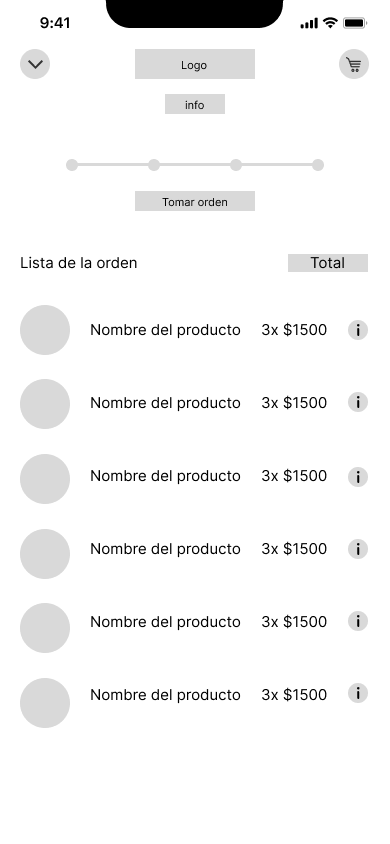 9:41
Logo
info
Tomar orden
Lista de la orden Total
Nombre del producto 3x $1500 i
Nombre del producto 3x $1500 i
Nombre del producto 3x $1500 i
Nombre del producto 3x $1500 i
Nombre del producto 3x $1500 i
Nombre del producto 3x $1500 i